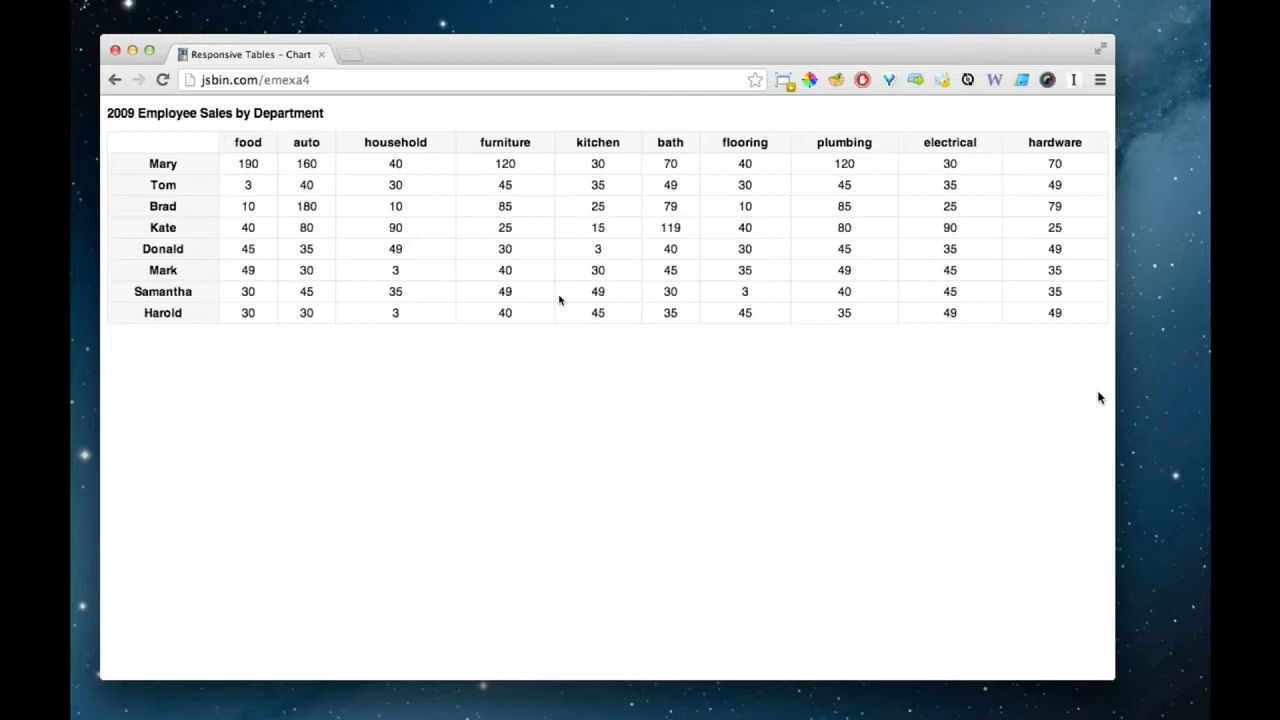 Responsive Tables - Chart
jsbin.com/emexa4
W
2009 Employee Sales by Department
food auto household furniture kitchen bath flooring plumbing electrical hardware
Mary 190 160 40 120 30 70 40 120 30 70
Tom 3 40 30 45 35 49 30 45 35 49
Brad 10 180 10 85 25 79 10 85 25 79
Kate 40 80 90 25 15 119 40 80 90 25
Donald 45 35 49 30 3 40 30 45 35 49
Mark 49 30 3 40 30 45 35 49 45 35
Samantha 30 45 35 49 49 30 3 40 45 35
Harold 30 30 3 40 45 35 45 35 49 49